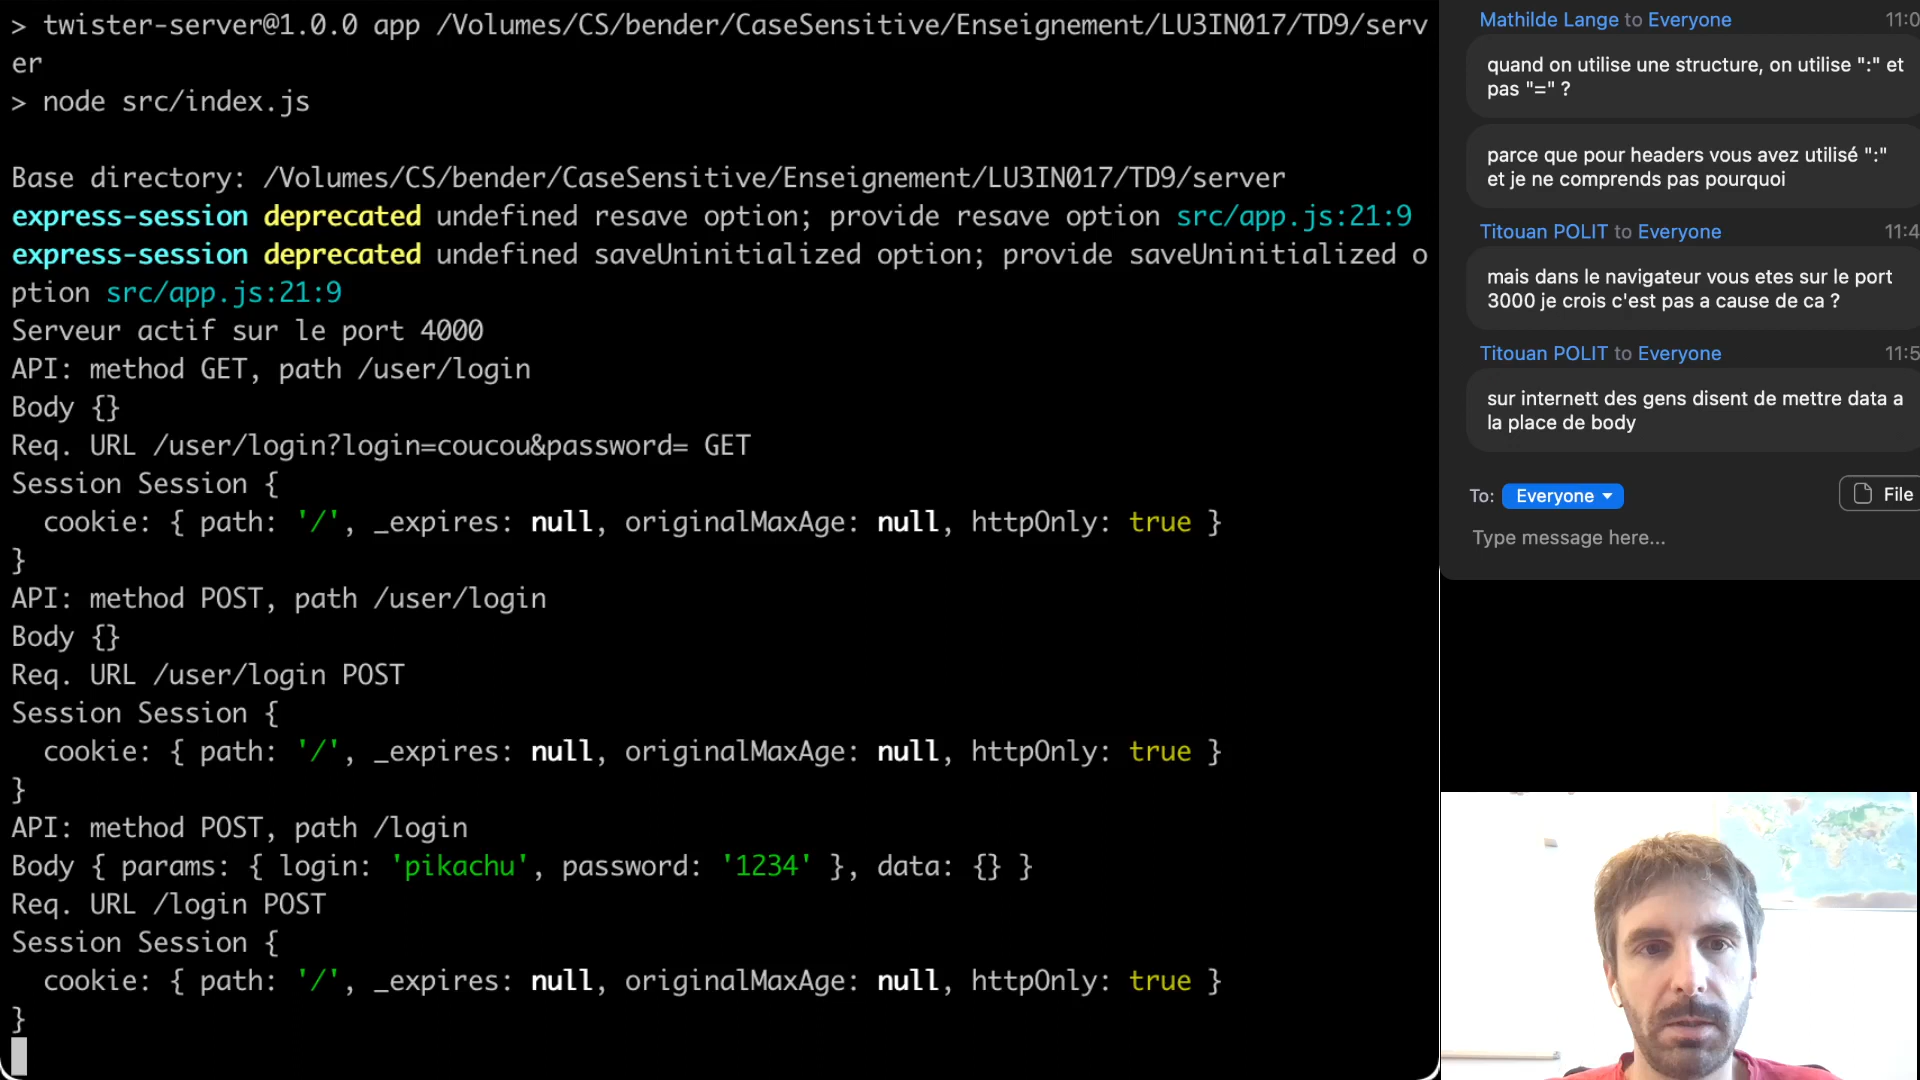 > twister-server@1.0.0 app /Volumes/CS/bender/CaseSensitive/Enseignement/LU3IN017/TD9/serv
er
> node src/index.js
Base directory: /Volumes/CS/bender/CaseSensitive/Enseignement/LU3IN017/TD9/server
express-session deprecated undefined resave option; provide resave option src/app.js:21:9
express-session deprecated undefined saveUninitialized option; provide saveUninitialized o
ption src/app.js:21:9
Serveur actif sur le port 4000
API: method GET, path /user/login
Body {}
Req. URL /user/login?login=coucou&password= GET
Session Session {
  cookie: { path: '/', _expires: null, originalMaxAge: null, httpOnly: true }
}
API: method POST, path /user/login
Body {}
Req. URL /user/login POST
Session Session {
  cookie: { path: '/', _expires: null, originalMaxAge: null, httpOnly: true }
}
API: method POST, path /login
Body { params: { login: 'pikachu', password: '1234' }, data: {} }
Req. URL /login POST
Session Session {
  cookie: { path: '/', _expires: null, originalMaxAge: null, httpOnly: true }
}
Mathilde Lange to Everyone 11:0
quand on utilise une structure, on utilise ":" et
pas "=" ?
parce que pour headers vous avez utilisé ":"
et je ne comprends pas pourquoi
Titouan POLIT to Everyone 11:4
mais dans le navigateur vous etes sur le port
3000 je crois c'est pas a cause de ca ?
Titouan POLIT to Everyone 11:5
sur internett des gens disent de mettre data a
la place de body
To: Everyone File
Type message here...